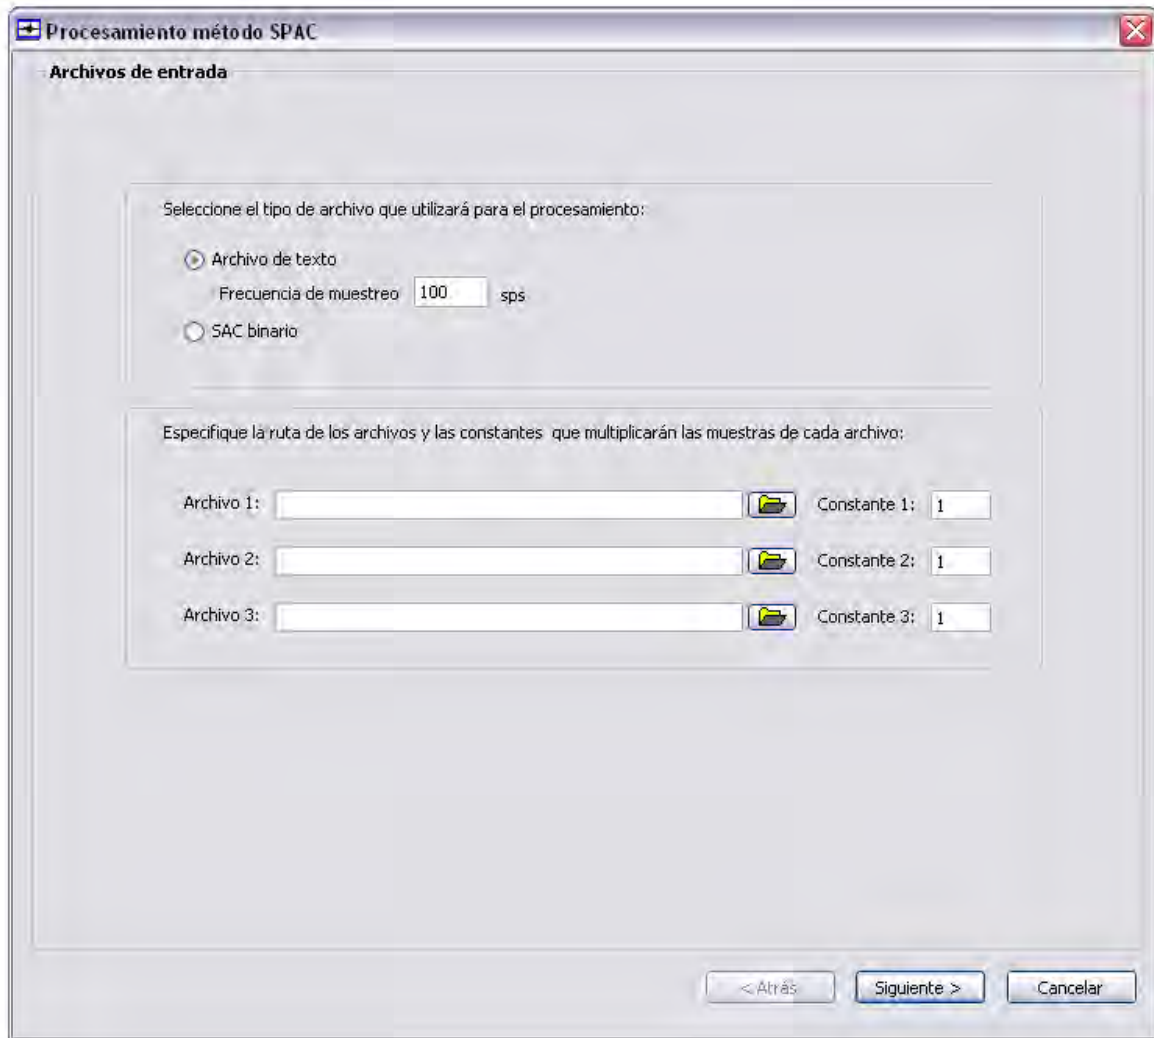 Procesamiento método SPAC
Archivos de entrada
Seleccione el tipo de archivo que utilizará para el procesamiento:
Archivo de texto
Frecuencia de muestreo 100 sps
SAC binario
Especifique la ruta de los archivos y las constantes que multiplicarán las muestras de cada archivo:
Archivo 1: Constante 1: 1
Archivo 2: Constante 2: 1
Archivo 3: Constante 3: 1
< Atrás Siguiente > Cancelar